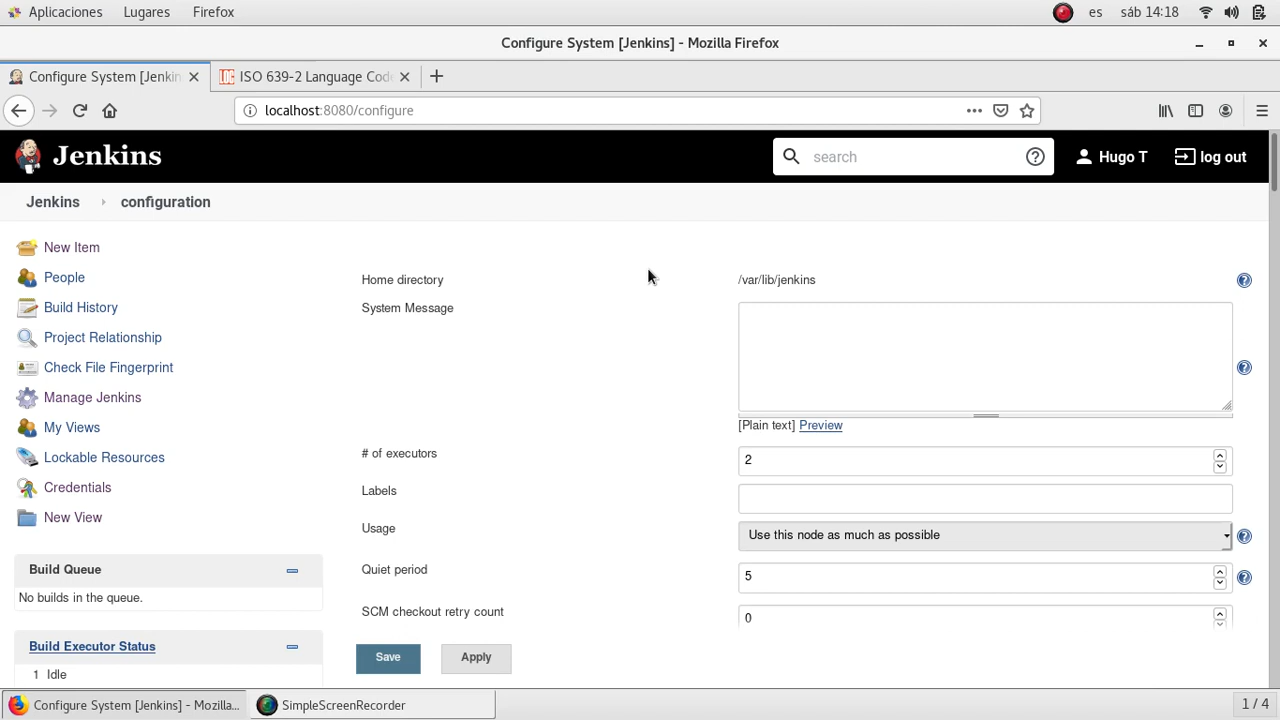 Aplicaciones Lugares Firefox es sáb 14:18
Configure System [Jenkins] - Mozilla Firefox
Configure System [Jenkin ISO 639-2 Language Cod
localhost:8080/configure
Jenkins search Hugo T log out
Jenkins configuration
New Item
People
Build History
Project Relationship
Check File Fingerprint
Manage Jenkins
My Views
Lockable Resources
Credentials
New View
Build Queue
No builds in the queue.
Build Executor Status
1 Idle
Home directory /var/lib/jenkins
System Message
[Plain text] Preview
# of executors 2
Labels
Usage Use this node as much as possible
Quiet period 5
SCM checkout retry count 0
Save Apply
Configure System [Jenkins] - Mozilla... SimpleScreenRecorder 1 / 4